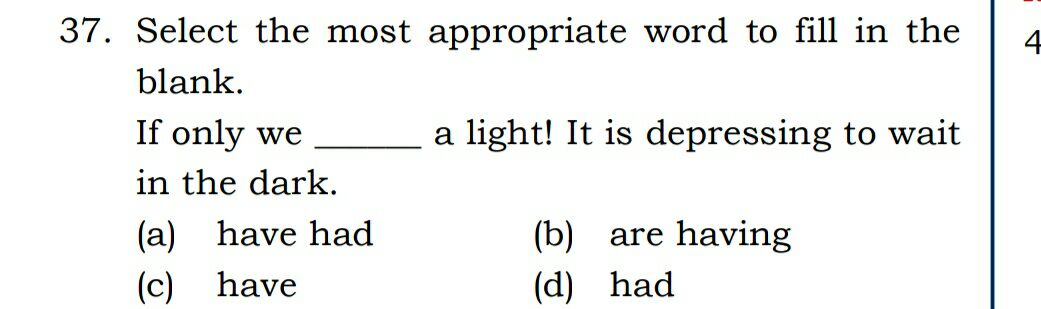 37. Select the most appropriate word to fill in the
blank.
If only we ______ a light! It is depressing to wait
in the dark.
(a) have had (b) are having
(c) have (d) had
4